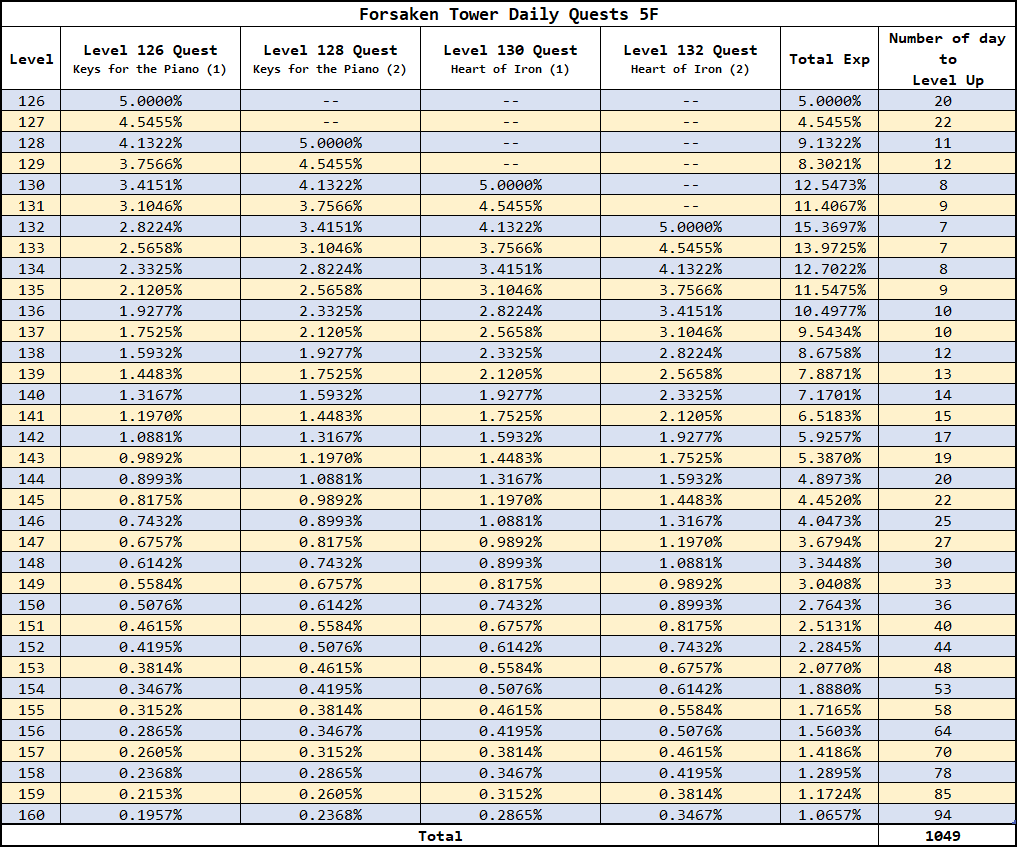 Forsaken Tower Daily Quests 5F
Level Level 126 Quest Keys for the Piano (1) Level 128 Quest Keys for the Piano (2) Level 130 Quest Heart of Iron (1) Level 132 Quest Heart of Iron (2) Total Exp Number of day to Level Up
126 5.0000% -- -- -- 5.0000% 20
127 4.5455% -- -- -- 4.5455% 22
128 4.1322% 5.0000% -- -- 9.1322% 11
129 3.7566% 4.5455% -- -- 8.3021% 12
130 3.4151% 4.1322% 5.0000% -- 12.5473% 8
131 3.1046% 3.7566% 4.5455% -- 11.4067% 9
132 2.8224% 3.4151% 4.1322% 5.0000% 15.3697% 7
133 2.5658% 3.1046% 3.7566% 4.5455% 13.9725% 7
134 2.3325% 2.8224% 3.4151% 4.1322% 12.7022% 8
135 2.1205% 2.5658% 3.1046% 3.7566% 11.5475% 9
136 1.9277% 2.3325% 2.8224% 3.4151% 10.4977% 10
137 1.7525% 2.1205% 2.5658% 3.1046% 9.5434% 10
138 1.5932% 1.9277% 2.3325% 2.8224% 8.6758% 12
139 1.4483% 1.7525% 2.1205% 2.5658% 7.8871% 13
140 1.3167% 1.5932% 1.9277% 2.3325% 7.1701% 14
141 1.1970% 1.4483% 1.7525% 2.1205% 6.5183% 15
142 1.0881% 1.3167% 1.5932% 1.9277% 5.9257% 17
143 0.9892% 1.1970% 1.4483% 1.7525% 5.3870% 19
144 0.8993% 1.0881% 1.3167% 1.5932% 4.8973% 20
145 0.8175% 0.9892% 1.1970% 1.4483% 4.4520% 22
146 0.7432% 0.8993% 1.0881% 1.3167% 4.0473% 25
147 0.6757% 0.8175% 0.9892% 1.1970% 3.6794% 27
148 0.6142% 0.7432% 0.8993% 1.0881% 3.3448% 30
149 0.5584% 0.6757% 0.8175% 0.9892% 3.0408% 33
150 0.5076% 0.6142% 0.7432% 0.8993% 2.7643% 36
151 0.4615% 0.5584% 0.6757% 0.8175% 2.5131% 40
152 0.4195% 0.5076% 0.6142% 0.7432% 2.2845% 44
153 0.3814% 0.4615% 0.5584% 0.6757% 2.0770% 48
154 0.3467% 0.4195% 0.5076% 0.6142% 1.8880% 53
155 0.3152% 0.3814% 0.4615% 0.5584% 1.7165% 58
156 0.2865% 0.3467% 0.4195% 0.5076% 1.5603% 64
157 0.2605% 0.3152% 0.3814% 0.4615% 1.4186% 70
158 0.2368% 0.2865% 0.3467% 0.4195% 1.2895% 78
159 0.2153% 0.2605% 0.3152% 0.3814% 1.1724% 85
160 0.1957% 0.2368% 0.2865% 0.3467% 1.0657% 94
Total 1049